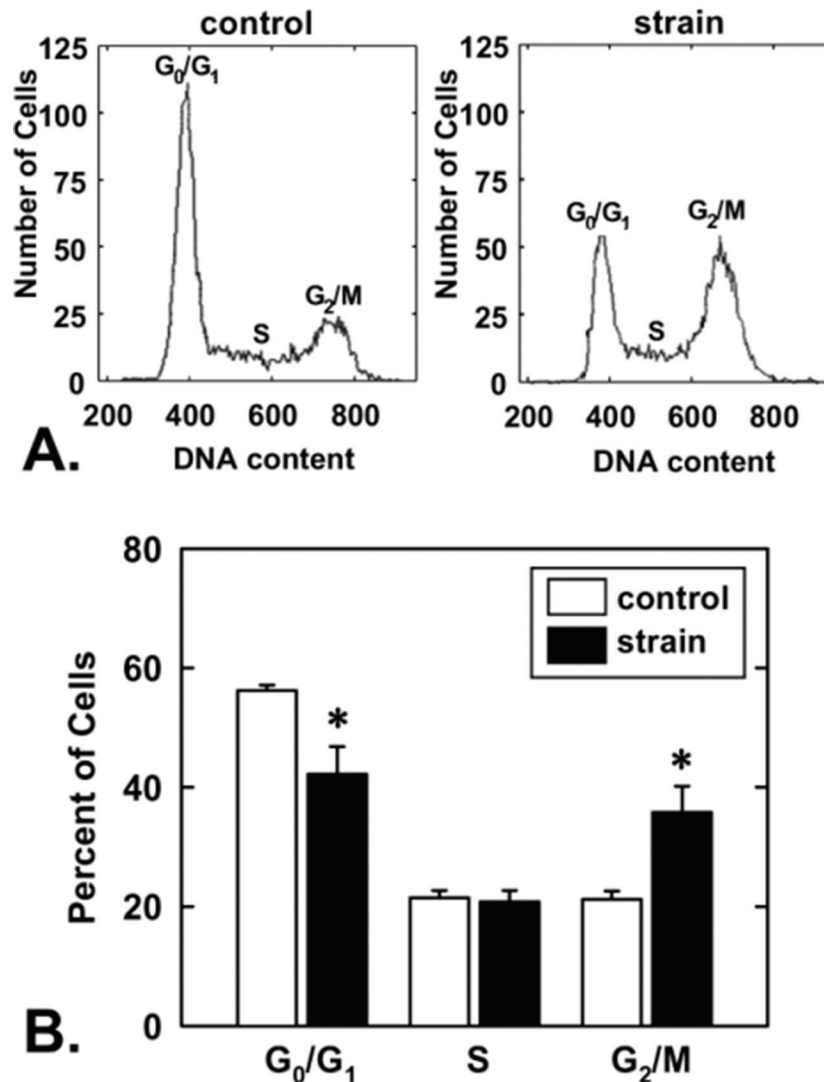 control
125
100
75
50
25
0
Number of Cells
G₀/G₁
S
G₂/M
200 400 600 800
DNA content
strain
125
100
75
50
25
0
Number of Cells
G₀/G₁
S
G₂/M
200 400 600 800
DNA content
A.
80
60
40
20
0
Percent of Cells
control
strain
*
*
G₀/G₁ S G₂/M
B.